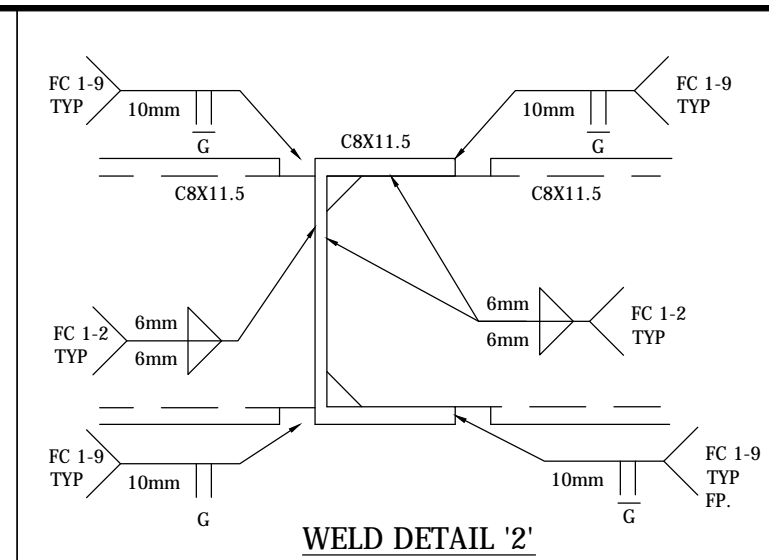 FC 1-9
TYP
10mm
G
C8X11.5
10mm
G
FC 1-9
TYP
C8X11.5
C8X11.5
FC 1-2
TYP
6mm
6mm
6mm
6mm
FC 1-2
TYP
FC 1-9
TYP
10mm
G
10mm
G
FC 1-9
TYP
FP.
WELD DETAIL '2'